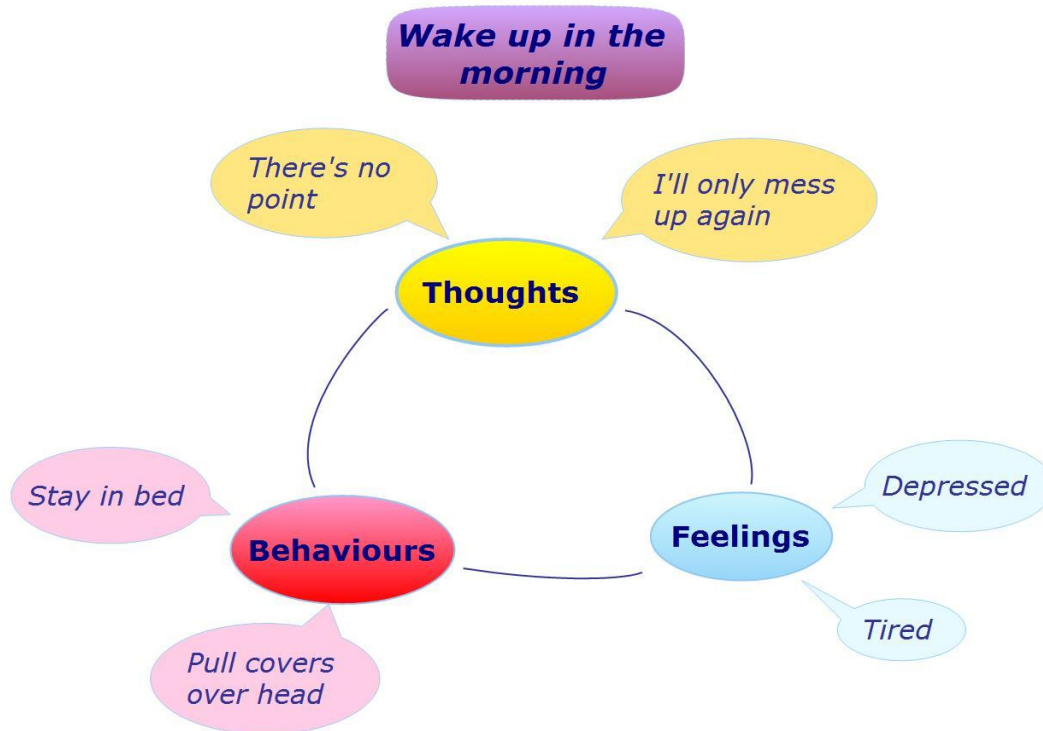 Wake up in the
morning
There's no
point
I'll only mess
up again
Thoughts
Stay in bed
Depressed
Behaviours
Feelings
Tired
Pull covers
over head